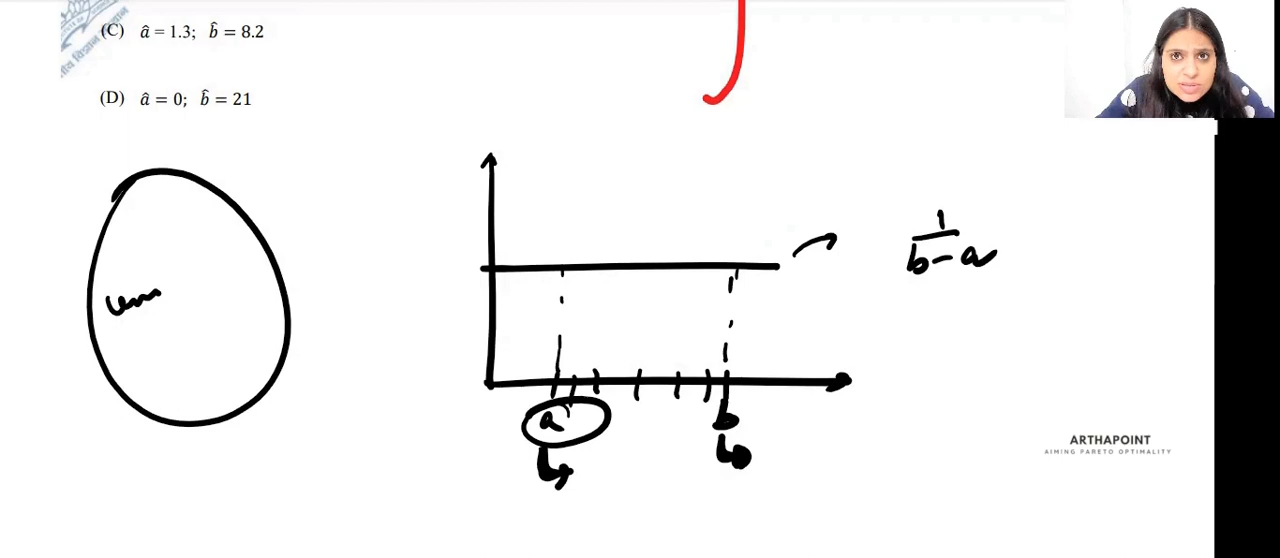 (C) â = 1.3; b̂ = 8.2
(D) â = 0; b̂ = 21
1
b - a
a
b
ARTHAPOINT
AIMING PARETO OPTIMALITY